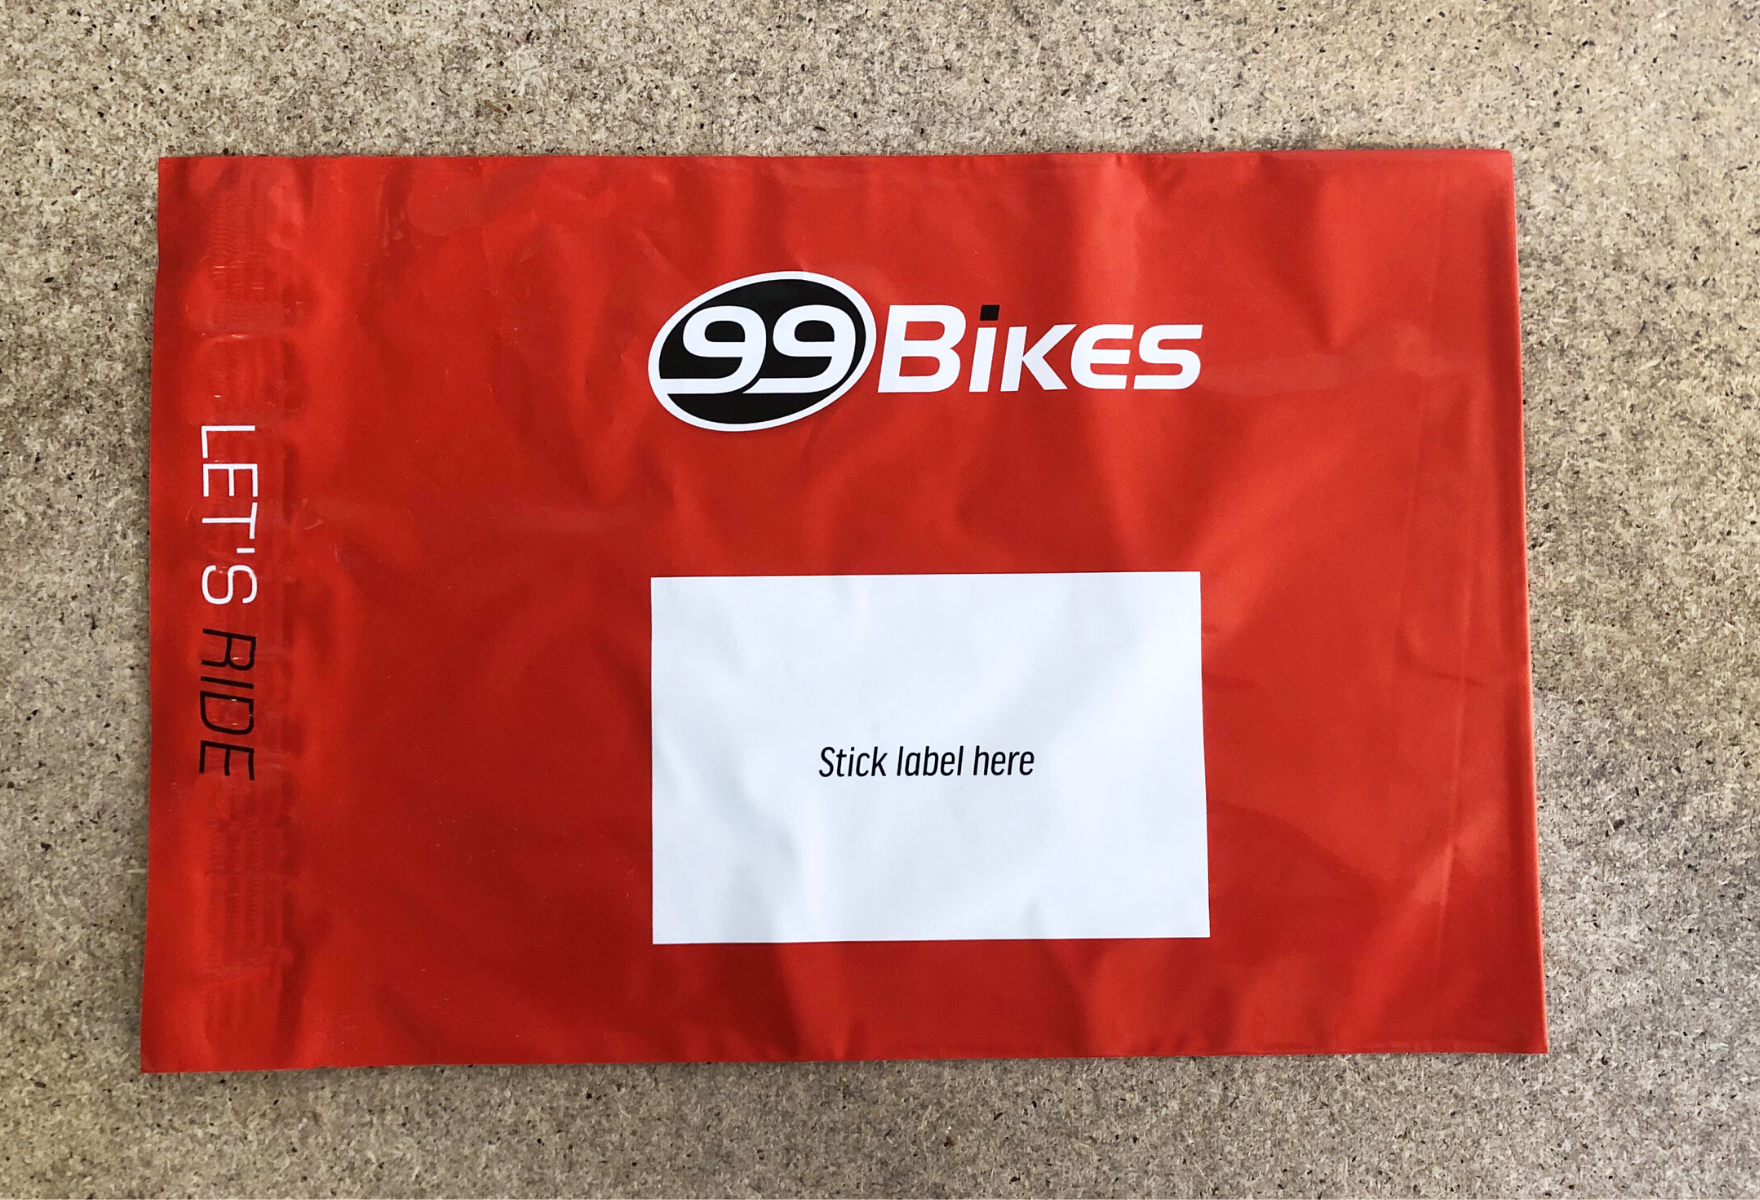 99 BIKES
LET'S RIDE
Stick label here